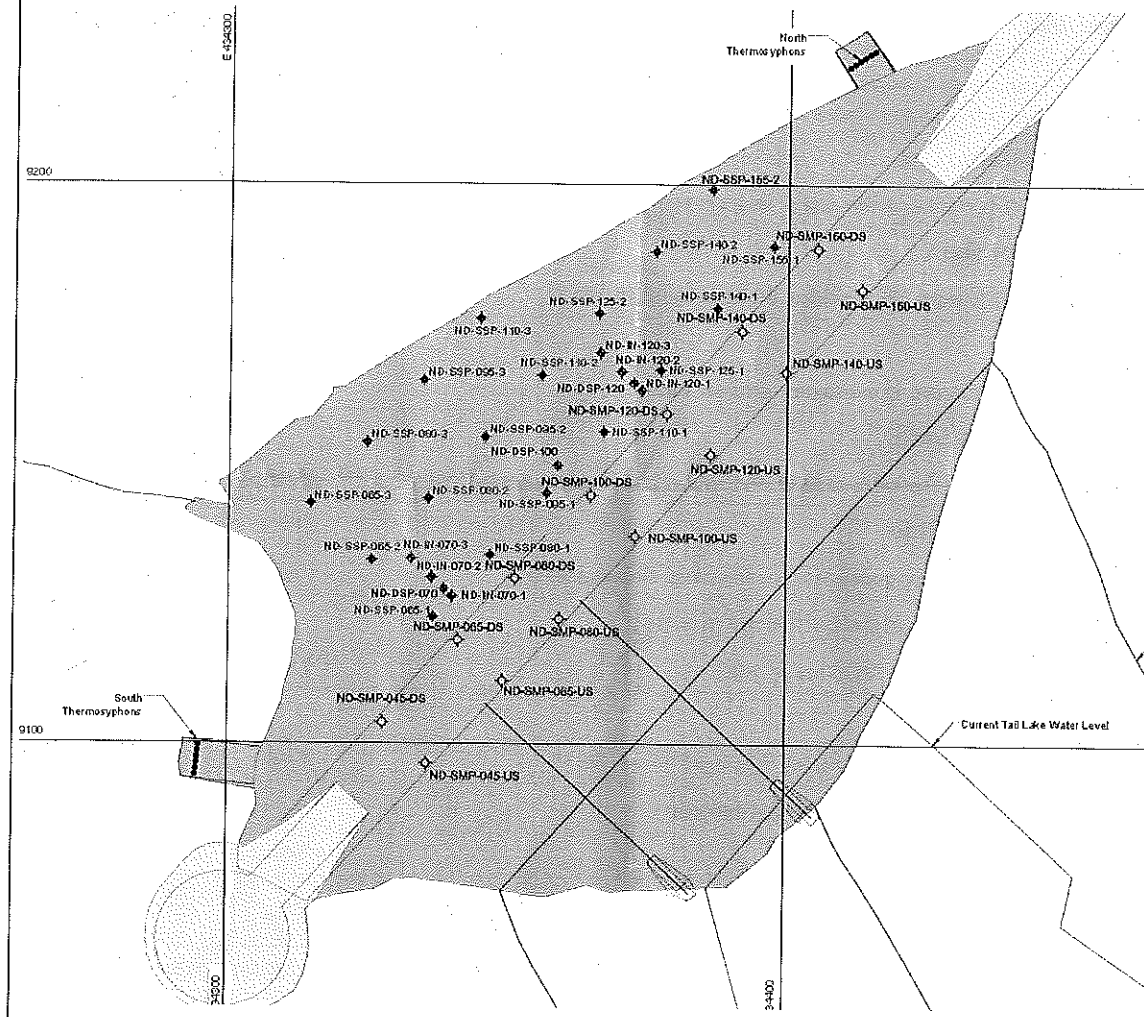 E 434300
North
Thermosyphons
9200
ND-SSP-155-2
ND-SSP-140-2
ND-SMP-160-DS
ND-SSP-155-1
ND-SMP-160-US
ND-SSP-125-2
ND-SSP-140-1
ND-SSP-110-3
ND-SMP-140-DS
ND-IN-120-3
ND-SSP-110-2
ND-IN-120-2
ND-SSP-125-1
ND-SMP-140-US
ND-SSP-095-3
ND-DSP-120
ND-IN-120-1
ND-SMP-120-DS
ND-SSP-080-3
ND-SSP-095-2
ND-SSP-110-1
ND-DSP-100
ND-SMP-120-US
ND-SMP-100-DS
ND-SSP-065-3
ND-SSP-080-2
ND-SSP-095-1
ND-SMP-100-US
ND-SSP-065-2
ND-IN-070-3
ND-SSP-080-1
ND-IN-070-2
ND-SMP-080-DS
ND-DSP-070
ND-IN-070-1
ND-SSP-065-1
ND-SMP-065-DS
ND-SMP-080-US
ND-SMP-065-US
South
Thermosyphons
ND-SMP-045-DS
Current Tail Lake Water Level
9100
ND-SMP-045-US
34300
34400